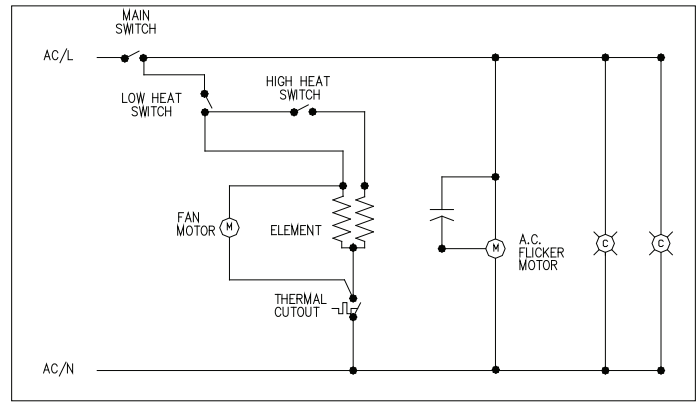 MAIN
SWITCH
AC/L
HIGH HEAT
SWITCH
LOW HEAT
SWITCH
FAN
MOTOR
M
ELEMENT
A.C.
FLICKER
MOTOR
M
C
C
THERMAL
CUTOUT
AC/N